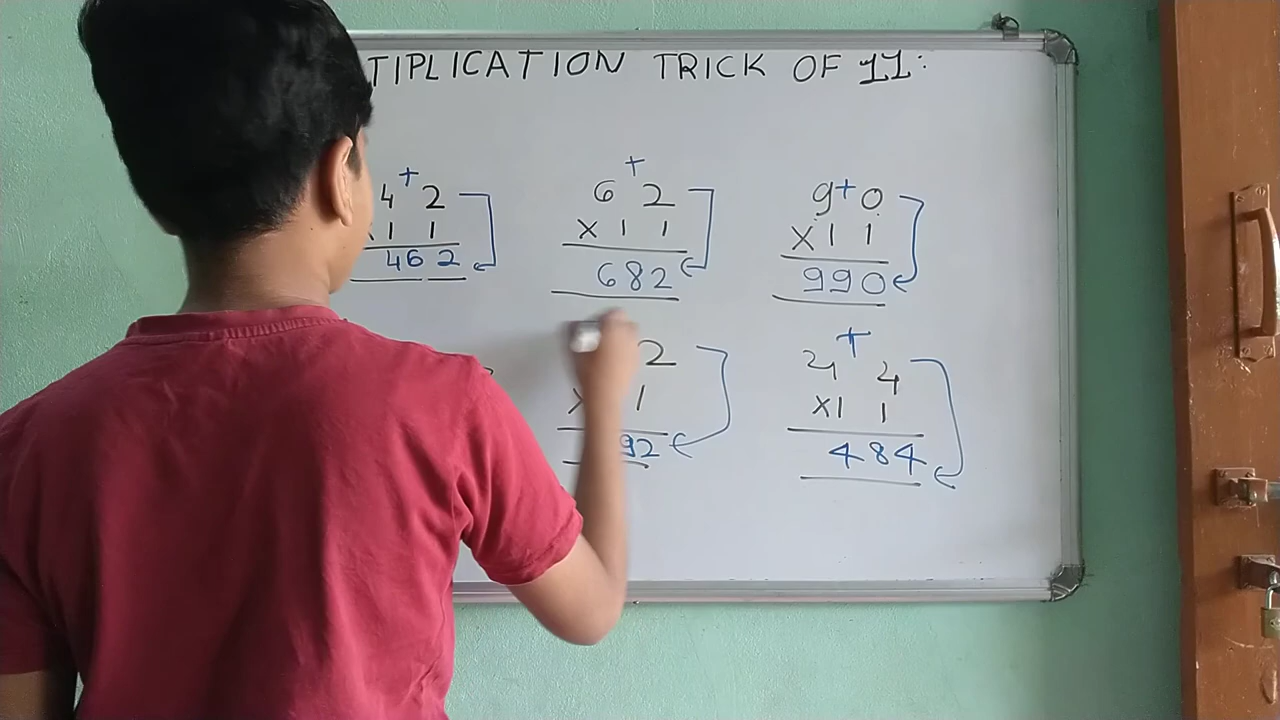 TIPLICATION TRICK OF 11:
+ + +
4 2 6 2 9 0
1 1 X 1 1 X 1 1
462 682 990
+
2 4 4
X 1 X 1 1
92 484